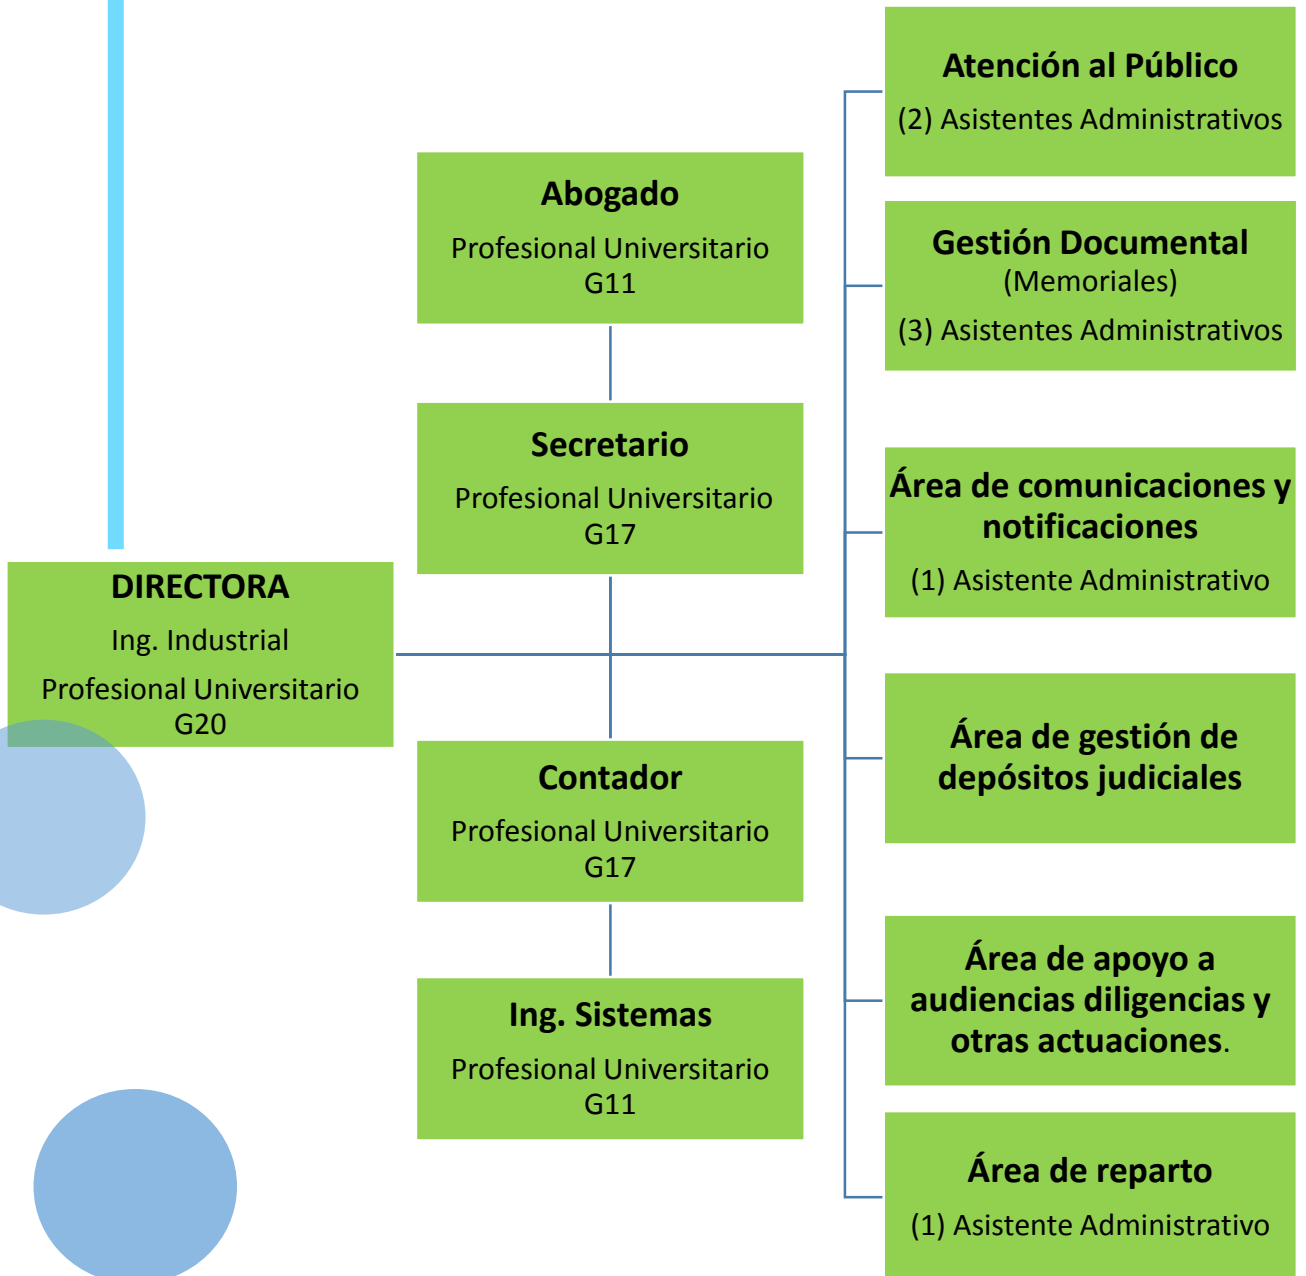 DIRECTORA
Ing. Industrial
Profesional Universitario
G20
Abogado
Profesional Universitario
G11
Secretario
Profesional Universitario
G17
Contador
Profesional Universitario
G17
Ing. Sistemas
Profesional Universitario
G11
Atención al Público
(2) Asistentes Administrativos
Gestión Documental
(Memoriales)
(3) Asistentes Administrativos
Área de comunicaciones y
notificaciones
(1) Asistente Administrativo
Área de gestión de
depósitos judiciales
Área de apoyo a
audiencias diligencias y
otras actuaciones.
Área de reparto
(1) Asistente Administrativo